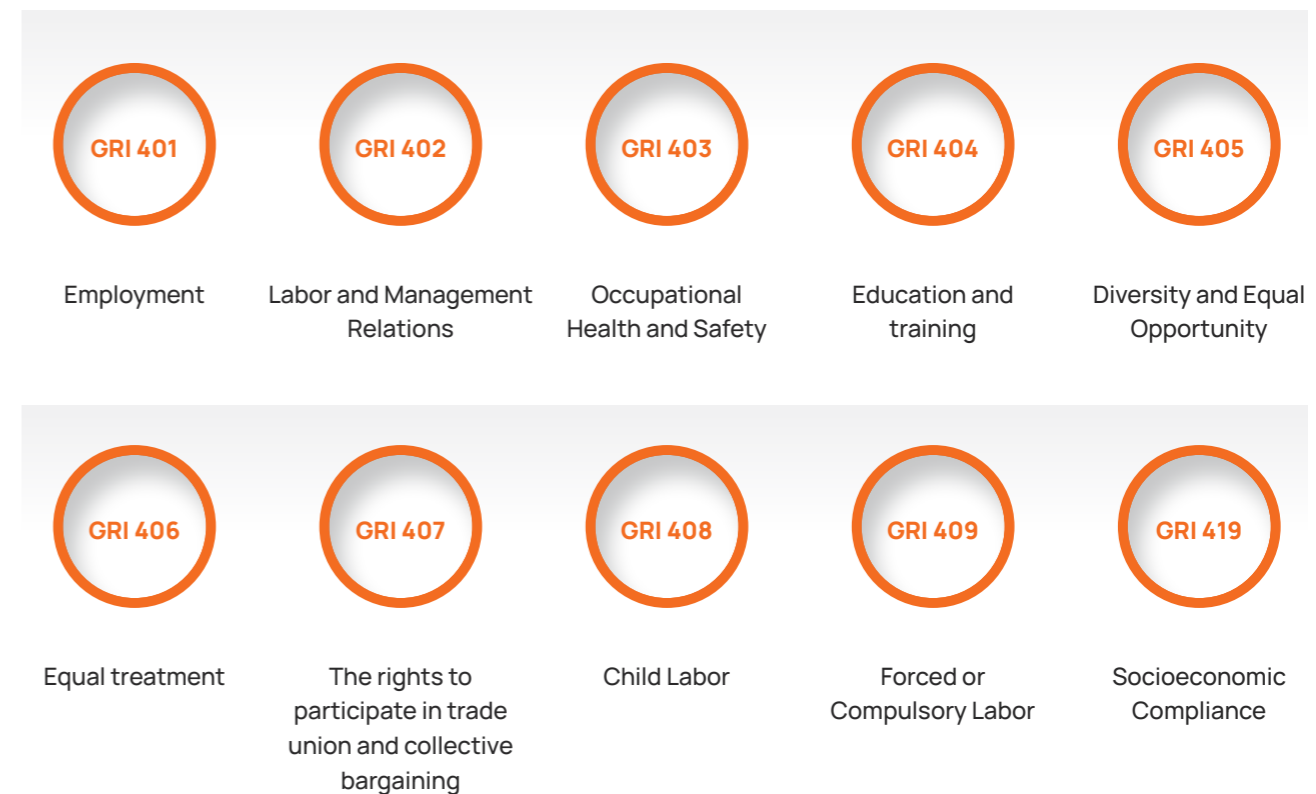 GRI 401
GRI 402
GRI 403
GRI 404
GRI 405
Employment
Labor and Management
Relations
Occupational
Health and Safety
Education and
training
Diversity and Equal
Opportunity
GRI 406
GRI 407
GRI 408
GRI 409
GRI 419
Equal treatment
The rights to
participate in trade
union and collective
bargaining
Child Labor
Forced or
Compulsory Labor
Socioeconomic
Compliance